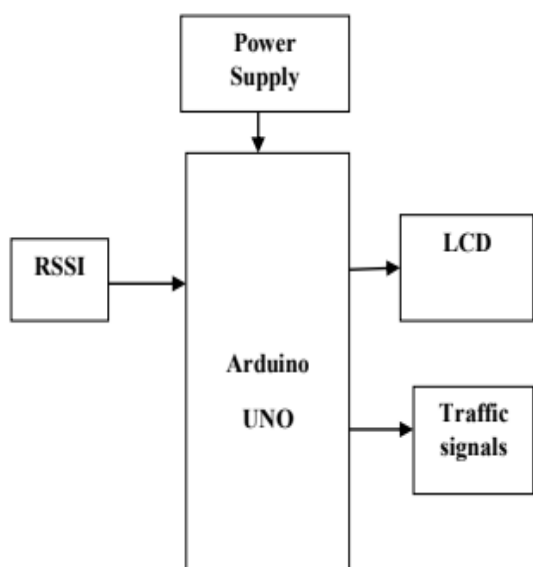 Power
Supply
RSSI
LCD
Arduino
UNO
Traffic
signals